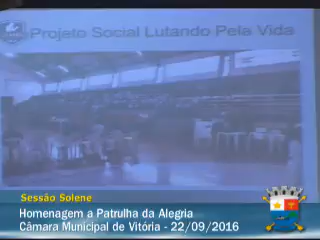 Projeto Social Lutando Pela Vida
Sessão Solene
Homenagem a Patrulha da Alegria
Câmara Municipal de Vitória - 22/09/2016